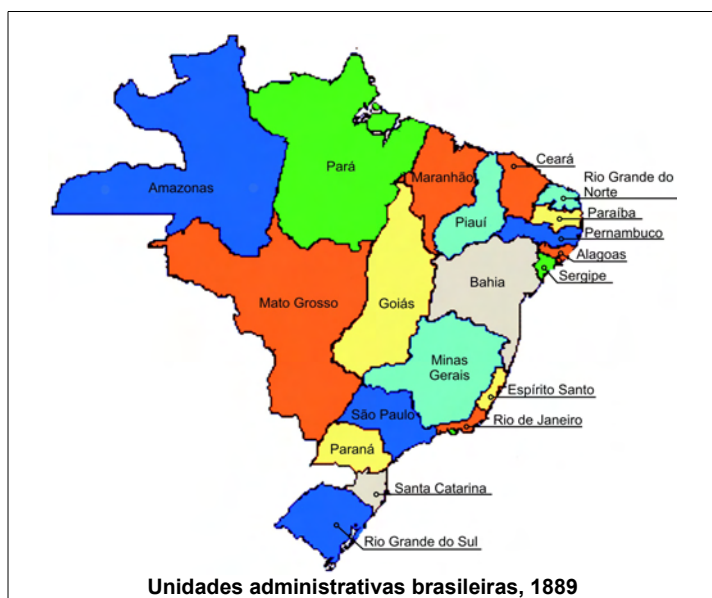 Ceará
Rio Grande do
Norte
Pará
Maranhão
Amazonas
Paraíba
Piauí
Pernambuco
Alagoas
Sergipe
Bahia
Mato Grosso
Goiás
Minas
Gerais
Espírito Santo
São Paulo
Rio de Janeiro
Paraná
Santa Catarina
Rio Grande do Sul
Unidades administrativas brasileiras, 1889